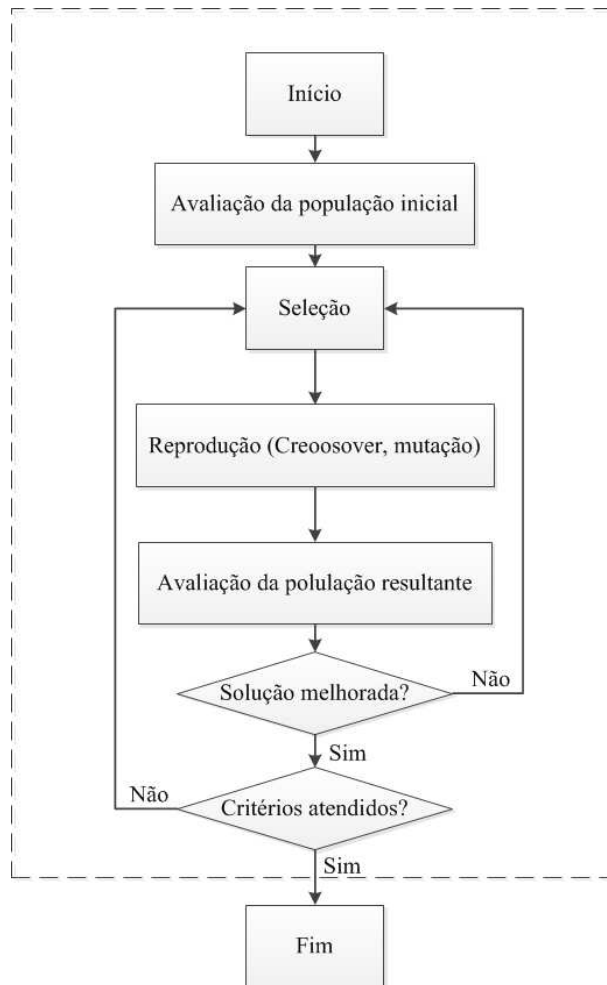 Início
Avaliação da população inicial
Seleção
Reprodução (Creoosover, mutação)
Avaliação da polulação resultante
Solução melhorada?
Não
Sim
Não
Critérios atendidos?
Sim
Fim